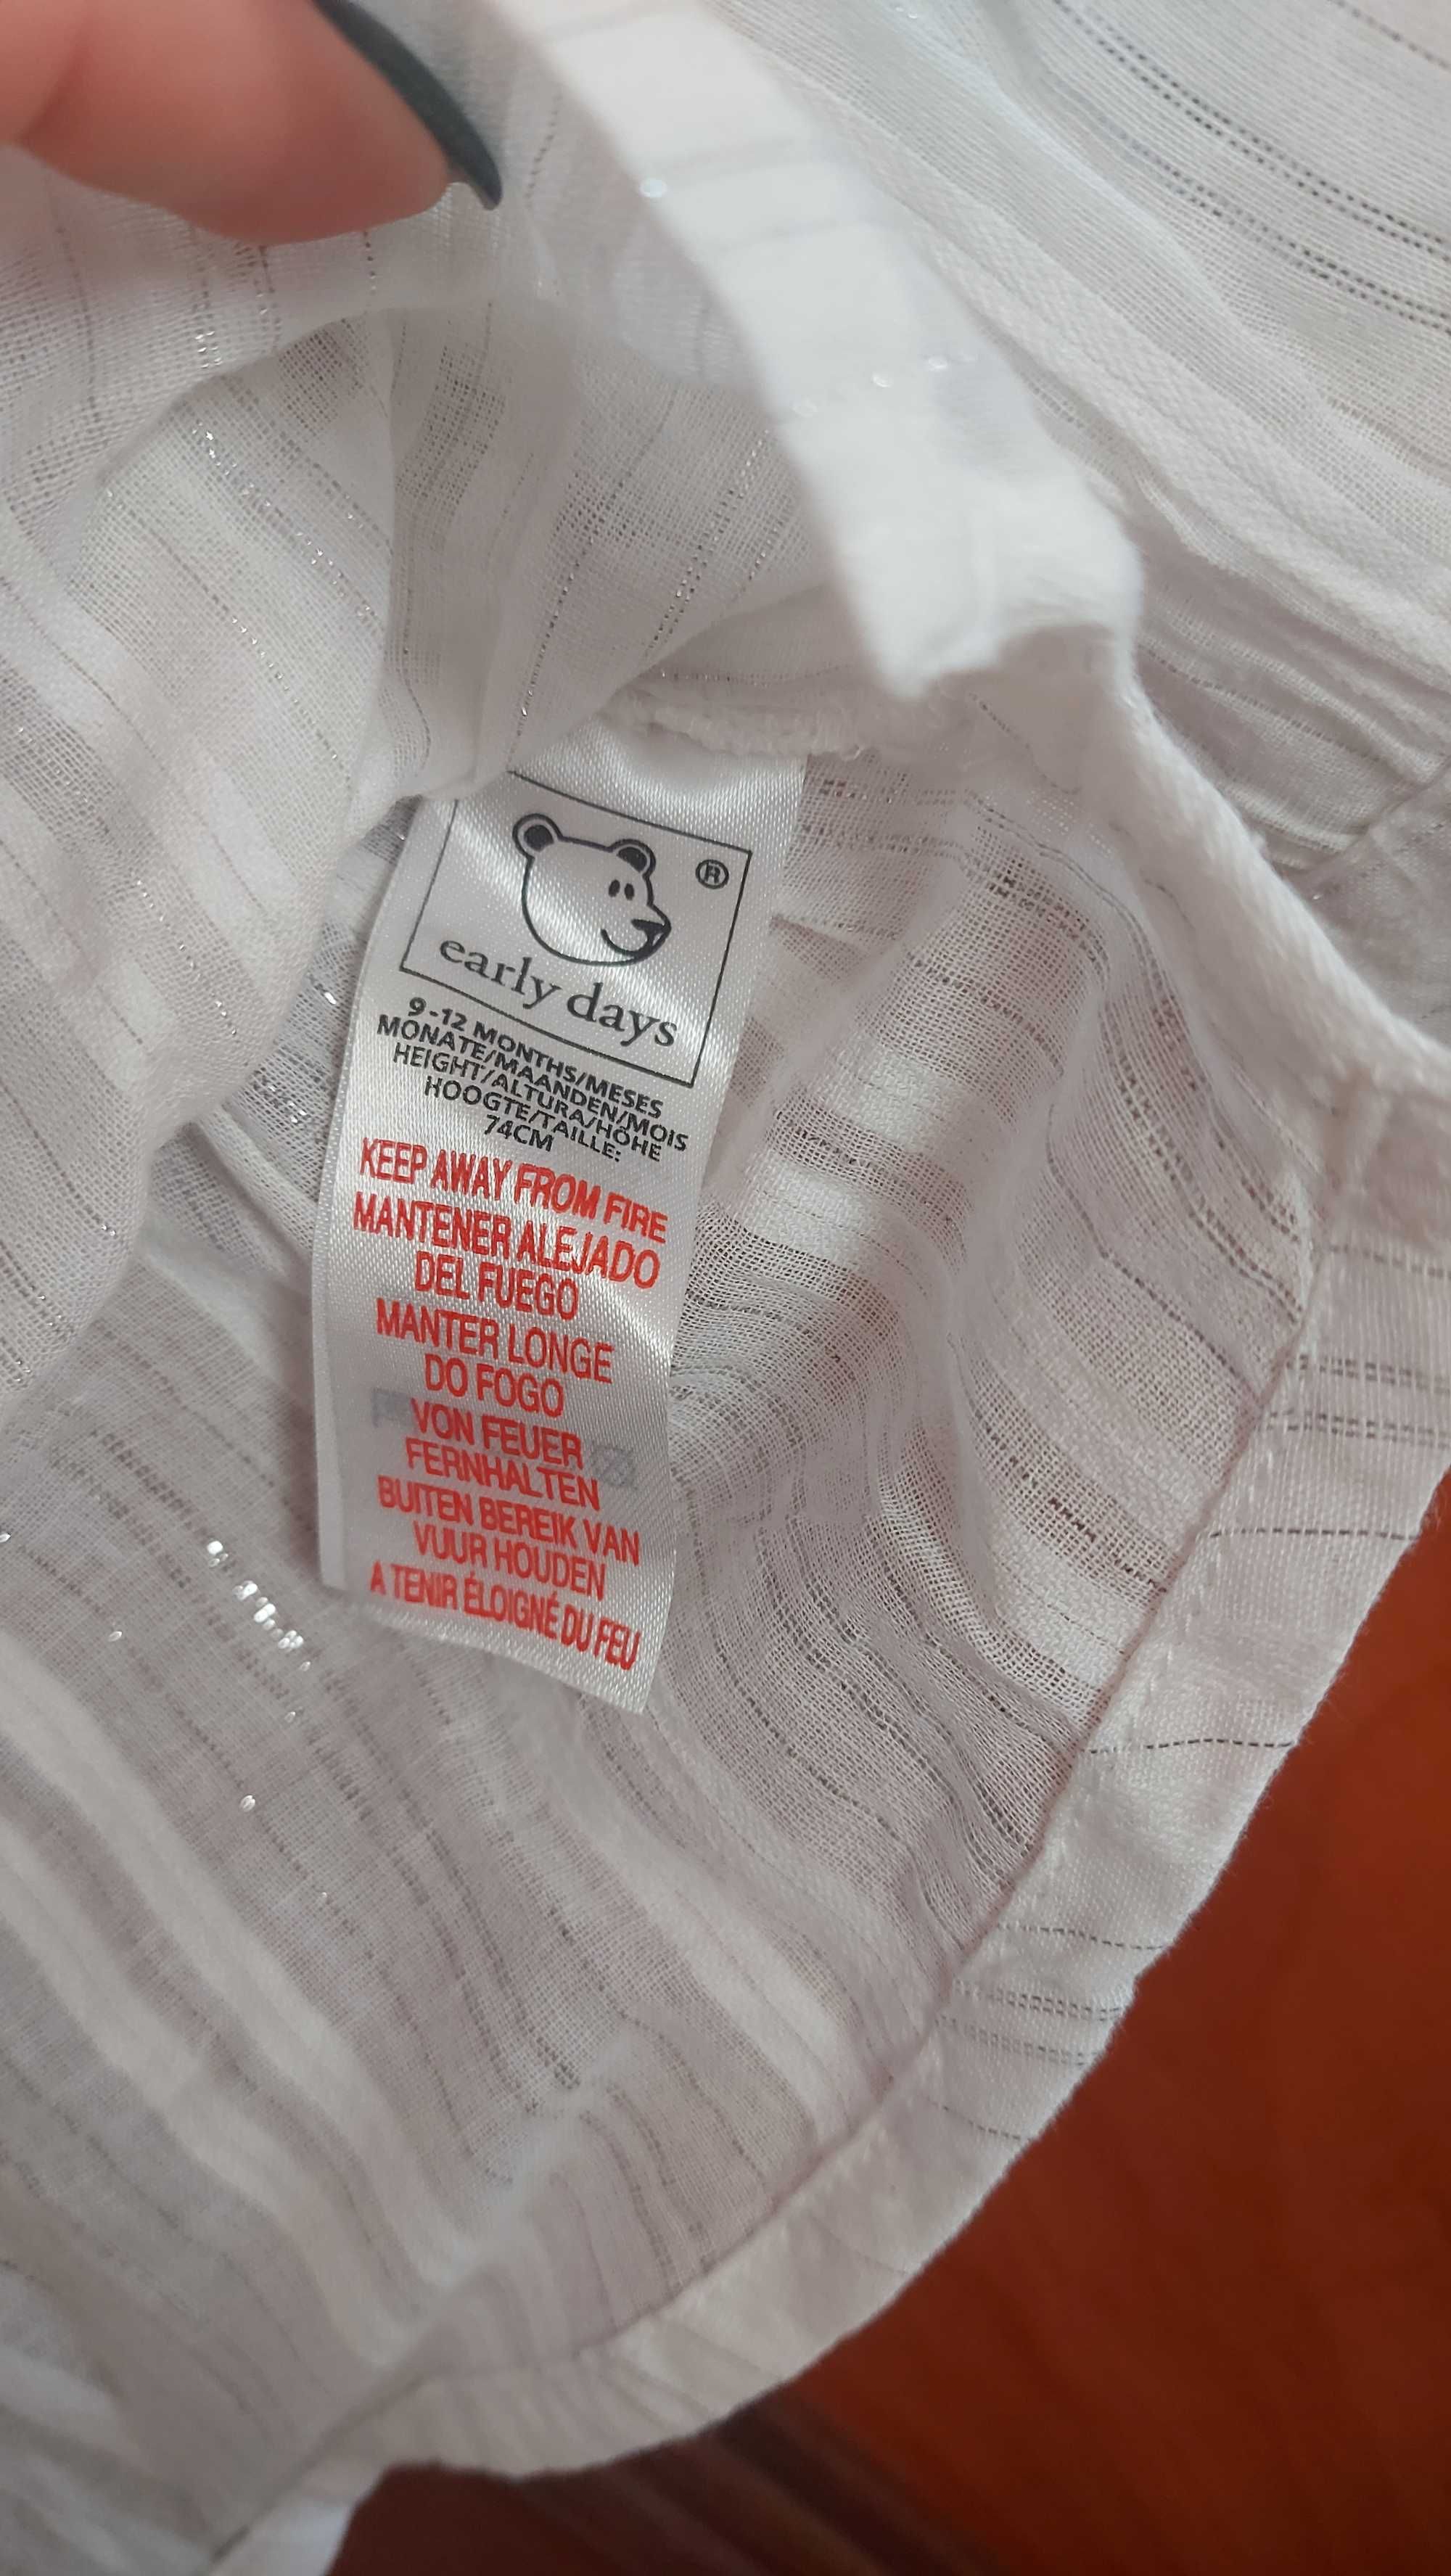 ®
early days
9-12 MONTHS/MESES
MONATE/MAANDEN/MOIS
HEIGHT/ALTURA/HÖHE
HOOGTE/TAILLE:
74CM
KEEP AWAY FROM FIRE
MANTENER ALEJADO
DEL FUEGO
MANTER LONGE
DO FOGO
VON FEUER
FERNHALTEN
BUITEN BEREIK VAN
VUUR HOUDEN
A TENIR ÉLOIGNÉ DU FEU